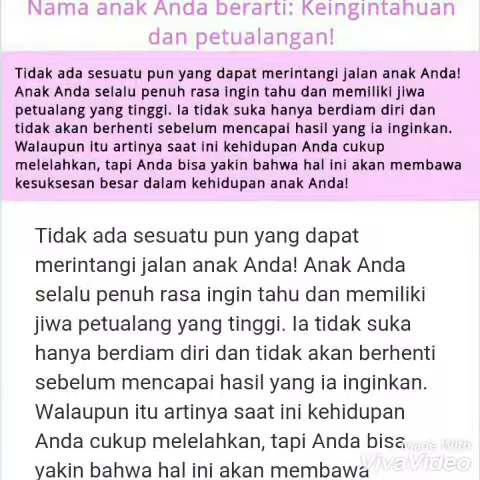 Nama anak Anda berarti: Keingintahuan
dan petualangan!
Tidak ada sesuatu pun yang dapat merintangi jalan anak Anda!
Anak Anda selalu penuh rasa ingin tahu dan memiliki jiwa
petualang yang tinggi. Ia tidak suka hanya berdiam diri dan
tidak akan berhenti sebelum mencapai hasil yang ia inginkan.
Walaupun itu artinya saat ini kehidupan Anda cukup
melelahkan, tapi Anda bisa yakin bahwa hal ini akan membawa
kesuksesan besar dalam kehidupan anak Anda!
Tidak ada sesuatu pun yang dapat
merintangi jalan anak Anda! Anak Anda
selalu penuh rasa ingin tahu dan memiliki
jiwa petualang yang tinggi. Ia tidak suka
hanya berdiam diri dan tidak akan berhenti
sebelum mencapai hasil yang ia inginkan.
Walaupun itu artinya saat ini kehidupan
Anda cukup melelahkan, tapi Anda bisa
yakin bahwa hal ini akan membawa
Made With
VivaVideo